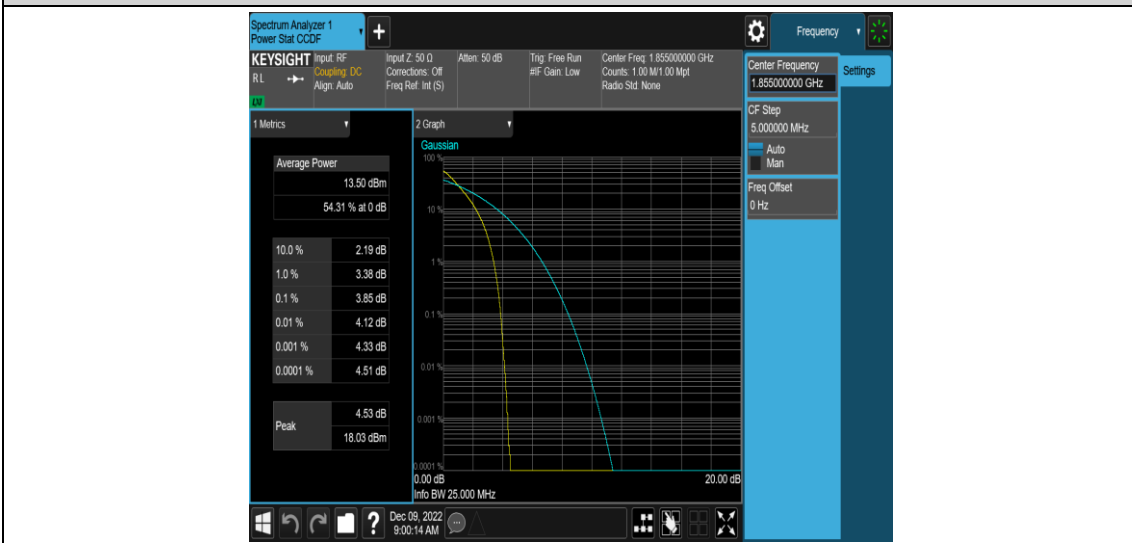 Spectrum Analyzer 1
Power Stat CCDF
+
Frequency
KEYSIGHT
RL
LXI
Input: RF
Coupling: DC
Align: Auto
Input Z: 50 Ω
Corrections: Off
Freq Ref: Int (S)
Atten: 50 dB
Trig: Free Run
#IF Gain: Low
Center Freq: 1.855000000 GHz
Counts: 1.00 M/1.00 Mpt
Radio Std: None
Center Frequency
1.855000000 GHz
Settings
CF Step
5.000000 MHz
Auto
Man
Freq Offset
0 Hz
1 Metrics
Average Power
13.50 dBm
54.31 % at 0 dB
10.0 % 2.19 dB
1.0 % 3.38 dB
0.1 % 3.85 dB
0.01 % 4.12 dB
0.001 % 4.33 dB
0.0001 % 4.51 dB
Peak
4.53 dB
18.03 dBm
2 Graph
Gaussian
100 %
10 %
1 %
0.1 %
0.01 %
0.001 %
0.0001 %
0.00 dB 20.00 dB
Info BW 25.000 MHz
?
Dec 09, 2022
9:00:14 AM